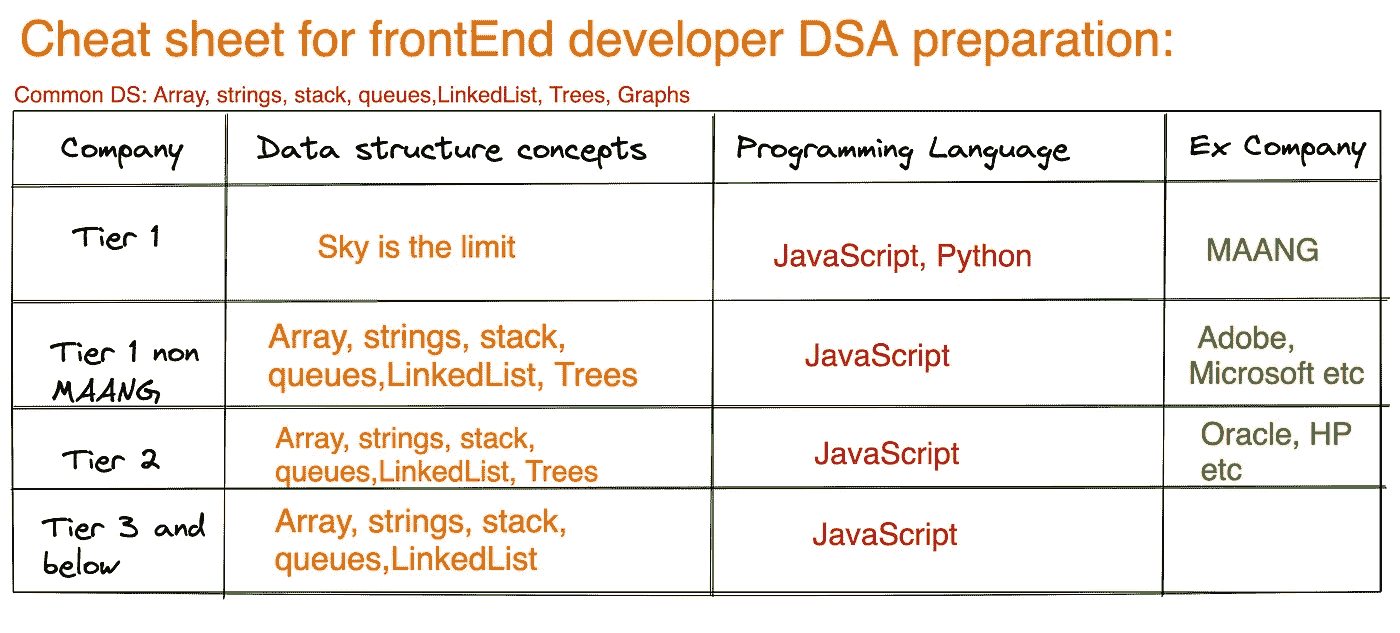 Cheat sheet for frontEnd developer DSA preparation:
Common DS: Array, strings, stack, queues,LinkedList, Trees, Graphs
Company
Data structure concepts
Programming Language
Ex Company
Tier 1
Sky is the limit
JavaScript, Python
MAANG
Tier 1 non
MAANG
Array, strings, stack,
queues,LinkedList, Trees
JavaScript
Adobe,
Microsoft etc
Tier 2
Array, strings, stack,
queues,LinkedList, Trees
JavaScript
Oracle, HP
etc
Tier 3 and
below
Array, strings, stack,
queues,LinkedList
JavaScript